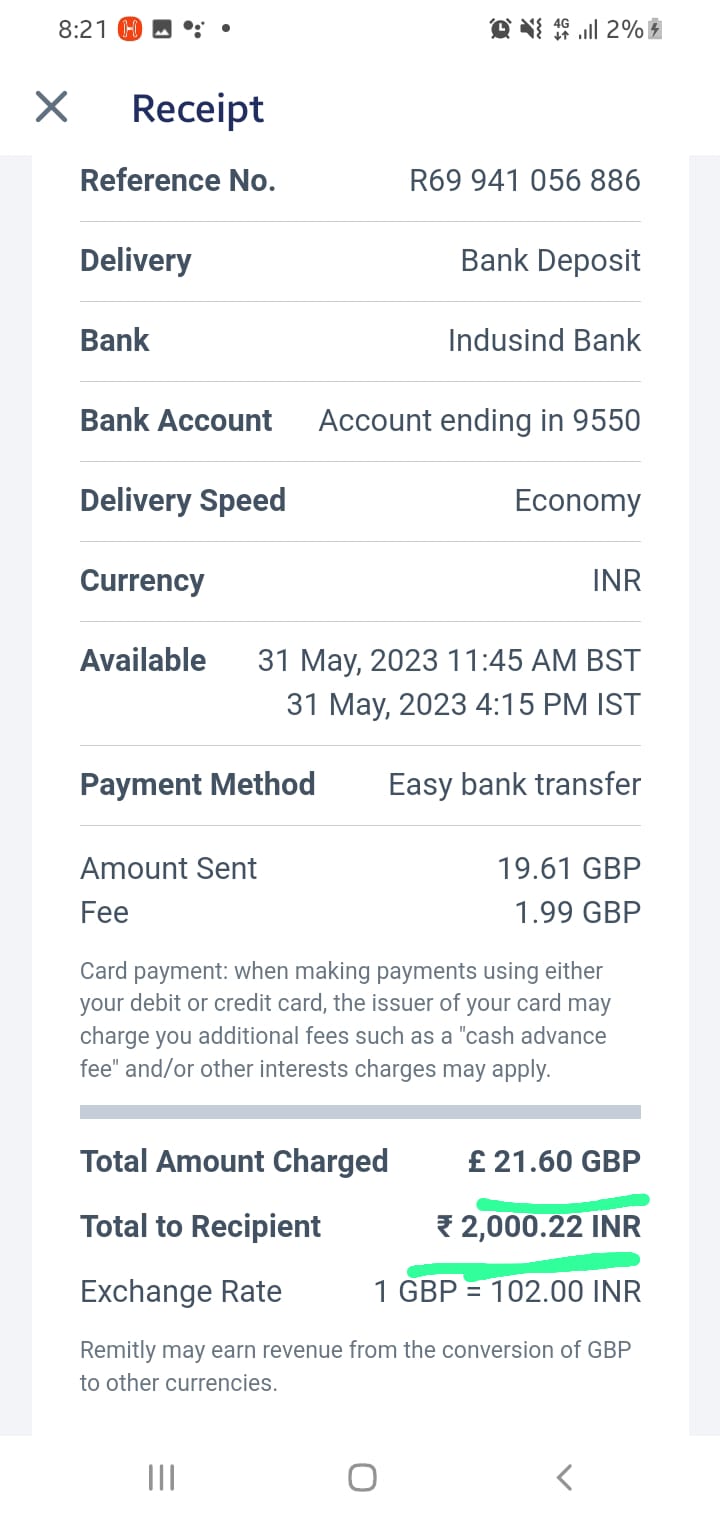 8:21 4G 2%
Receipt
Reference No. R69 941 056 886
Delivery Bank Deposit
Bank Indusind Bank
Bank Account Account ending in 9550
Delivery Speed Economy
Currency INR
Available 31 May, 2023 11:45 AM BST
31 May, 2023 4:15 PM IST
Payment Method Easy bank transfer
Amount Sent 19.61 GBP
Fee 1.99 GBP
Card payment: when making payments using either
your debit or credit card, the issuer of your card may
charge you additional fees such as a "cash advance
fee" and/or other interests charges may apply.
Total Amount Charged £ 21.60 GBP
Total to Recipient ₹ 2,000.22 INR
Exchange Rate 1 GBP = 102.00 INR
Remitly may earn revenue from the conversion of GBP
to other currencies.